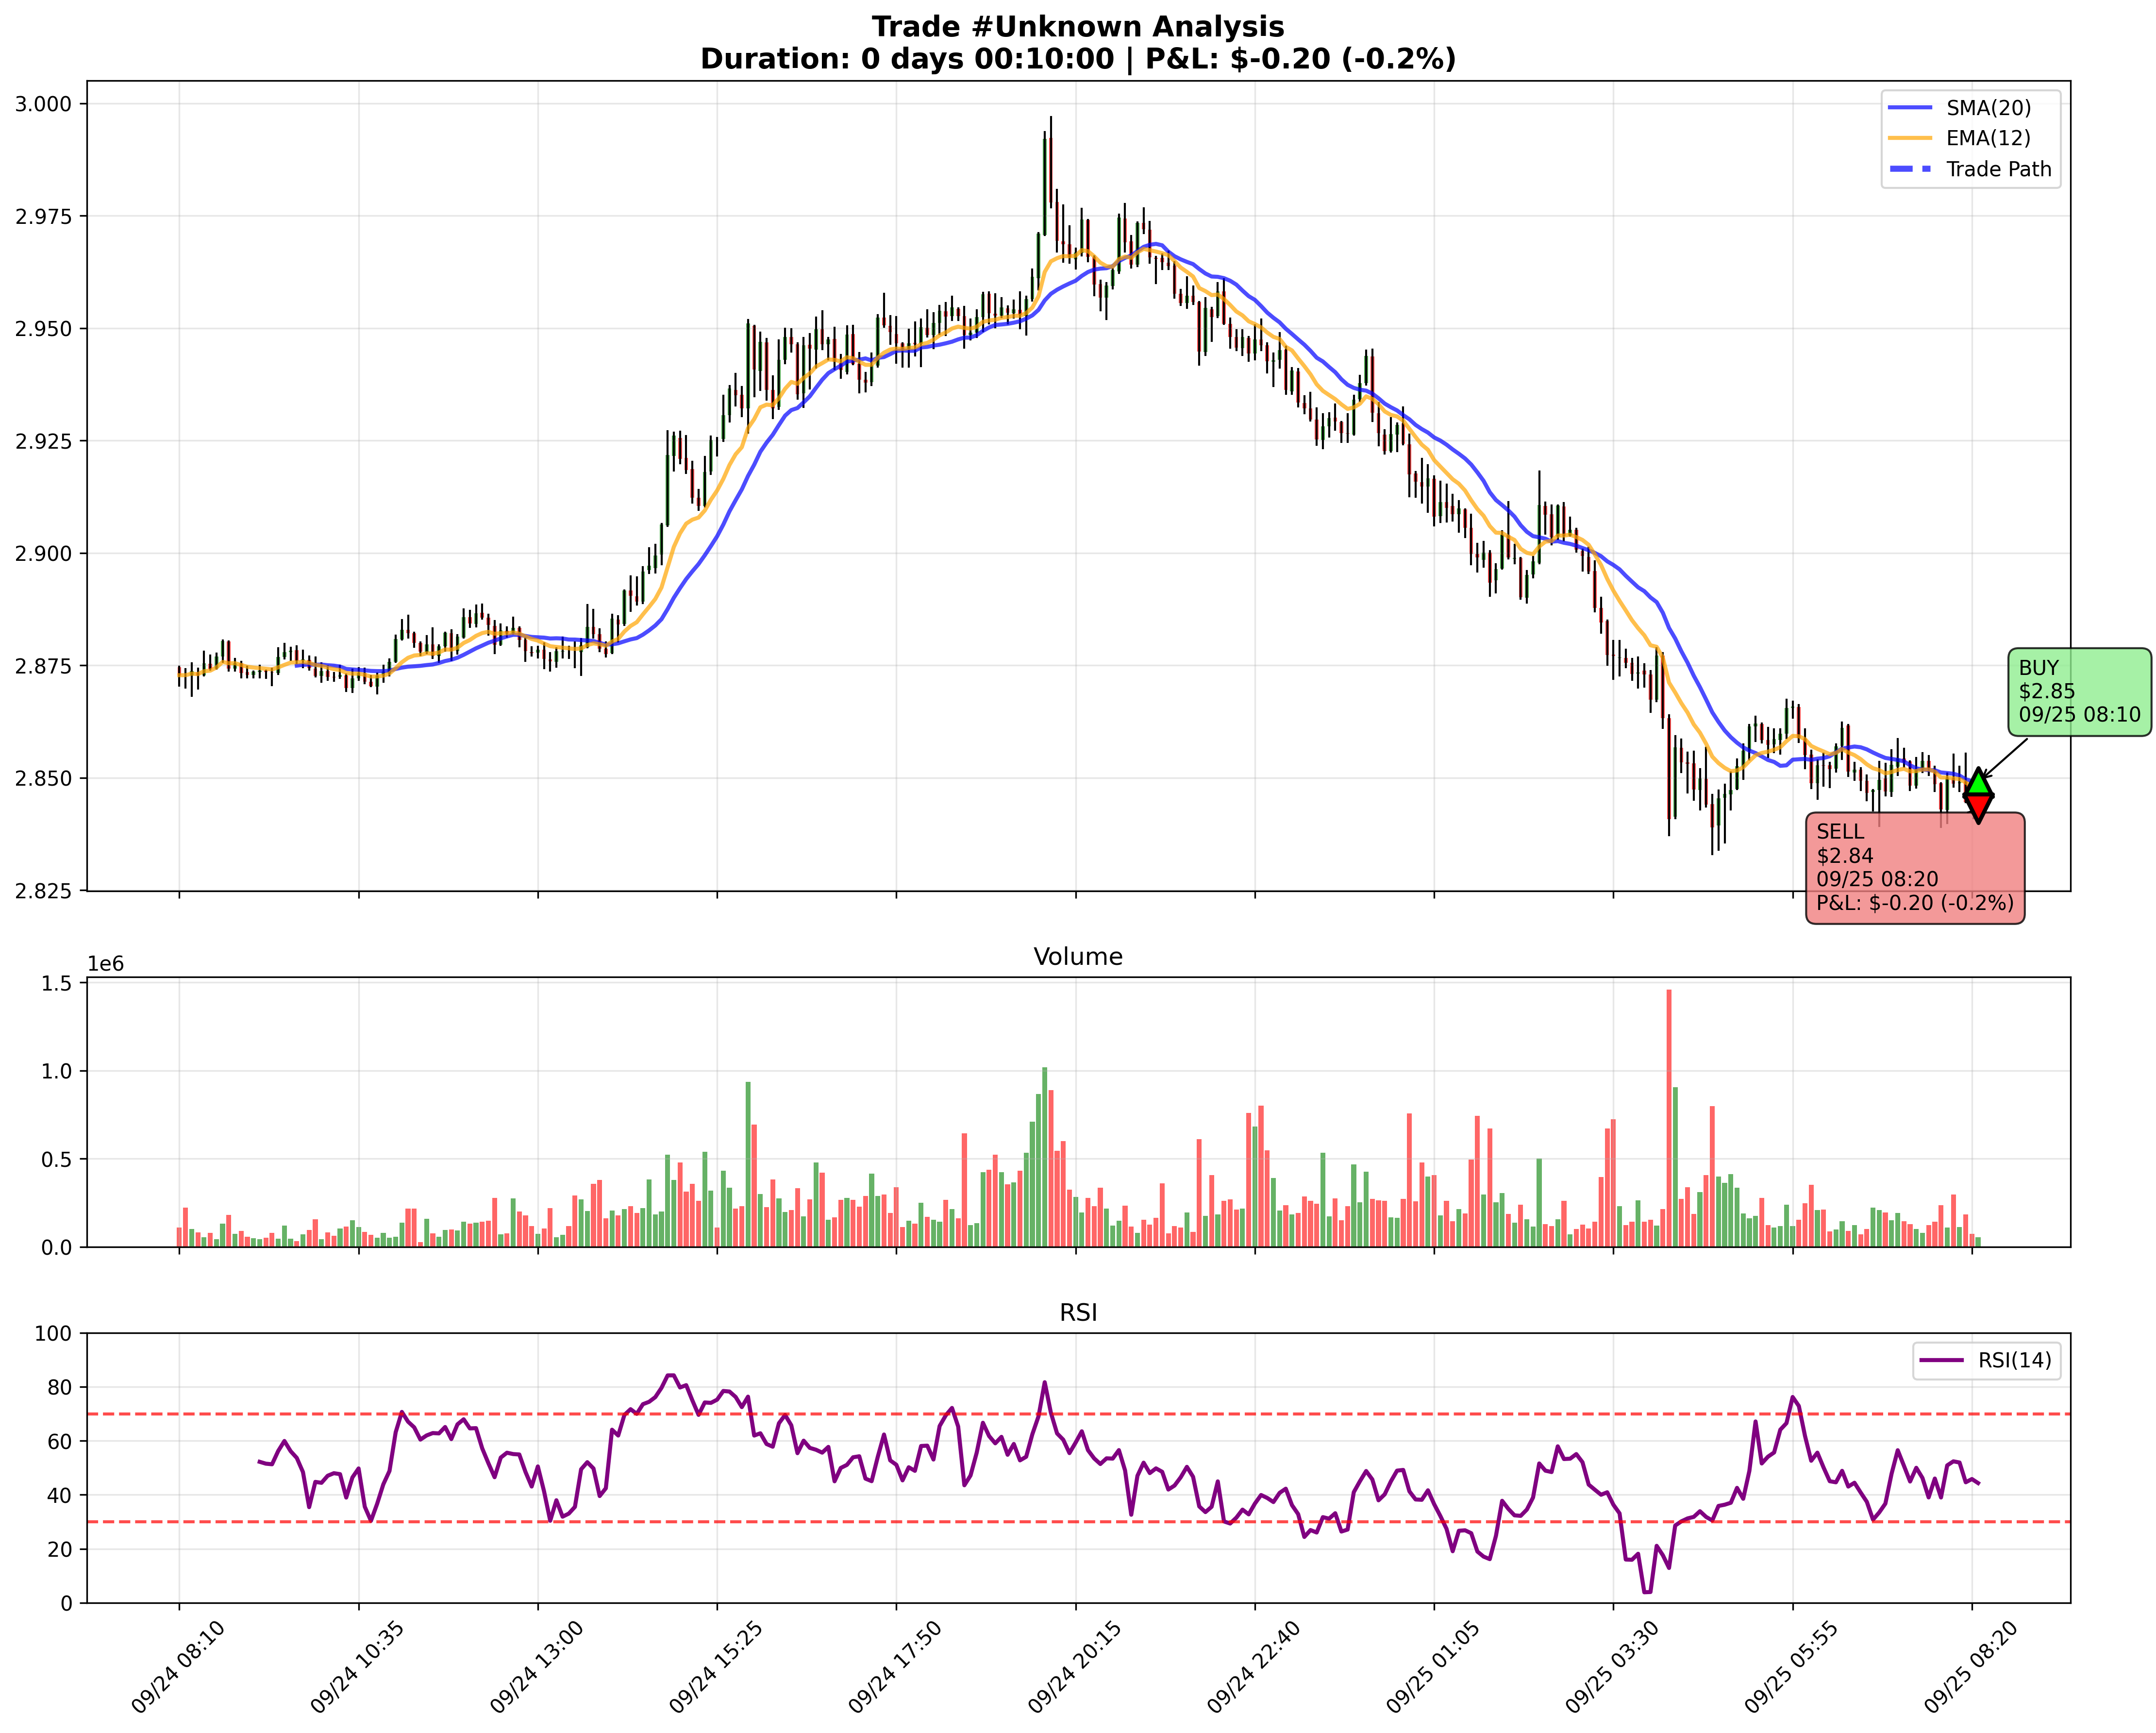 Trade #Unknown Analysis
Duration: 0 days 00:10:00 | P&L: $-0.20 (-0.2%)
3.000
2.975
2.950
2.925
2.900
2.875
2.850
2.825
SMA(20)
EMA(12)
Trade Path
BUY
$2.85
09/25 08:10
SELL
$2.84
09/25 08:20
P&L: $-0.20 (-0.2%)
Volume
1e6
1.5
1.0
0.5
0.0
RSI
100
80
60
40
20
0
RSI(14)
09/24 08:10
09/24 10:35
09/24 13:00
09/24 15:25
09/24 17:50
09/24 20:15
09/24 22:40
09/25 01:05
09/25 03:30
09/25 05:55
09/25 08:20